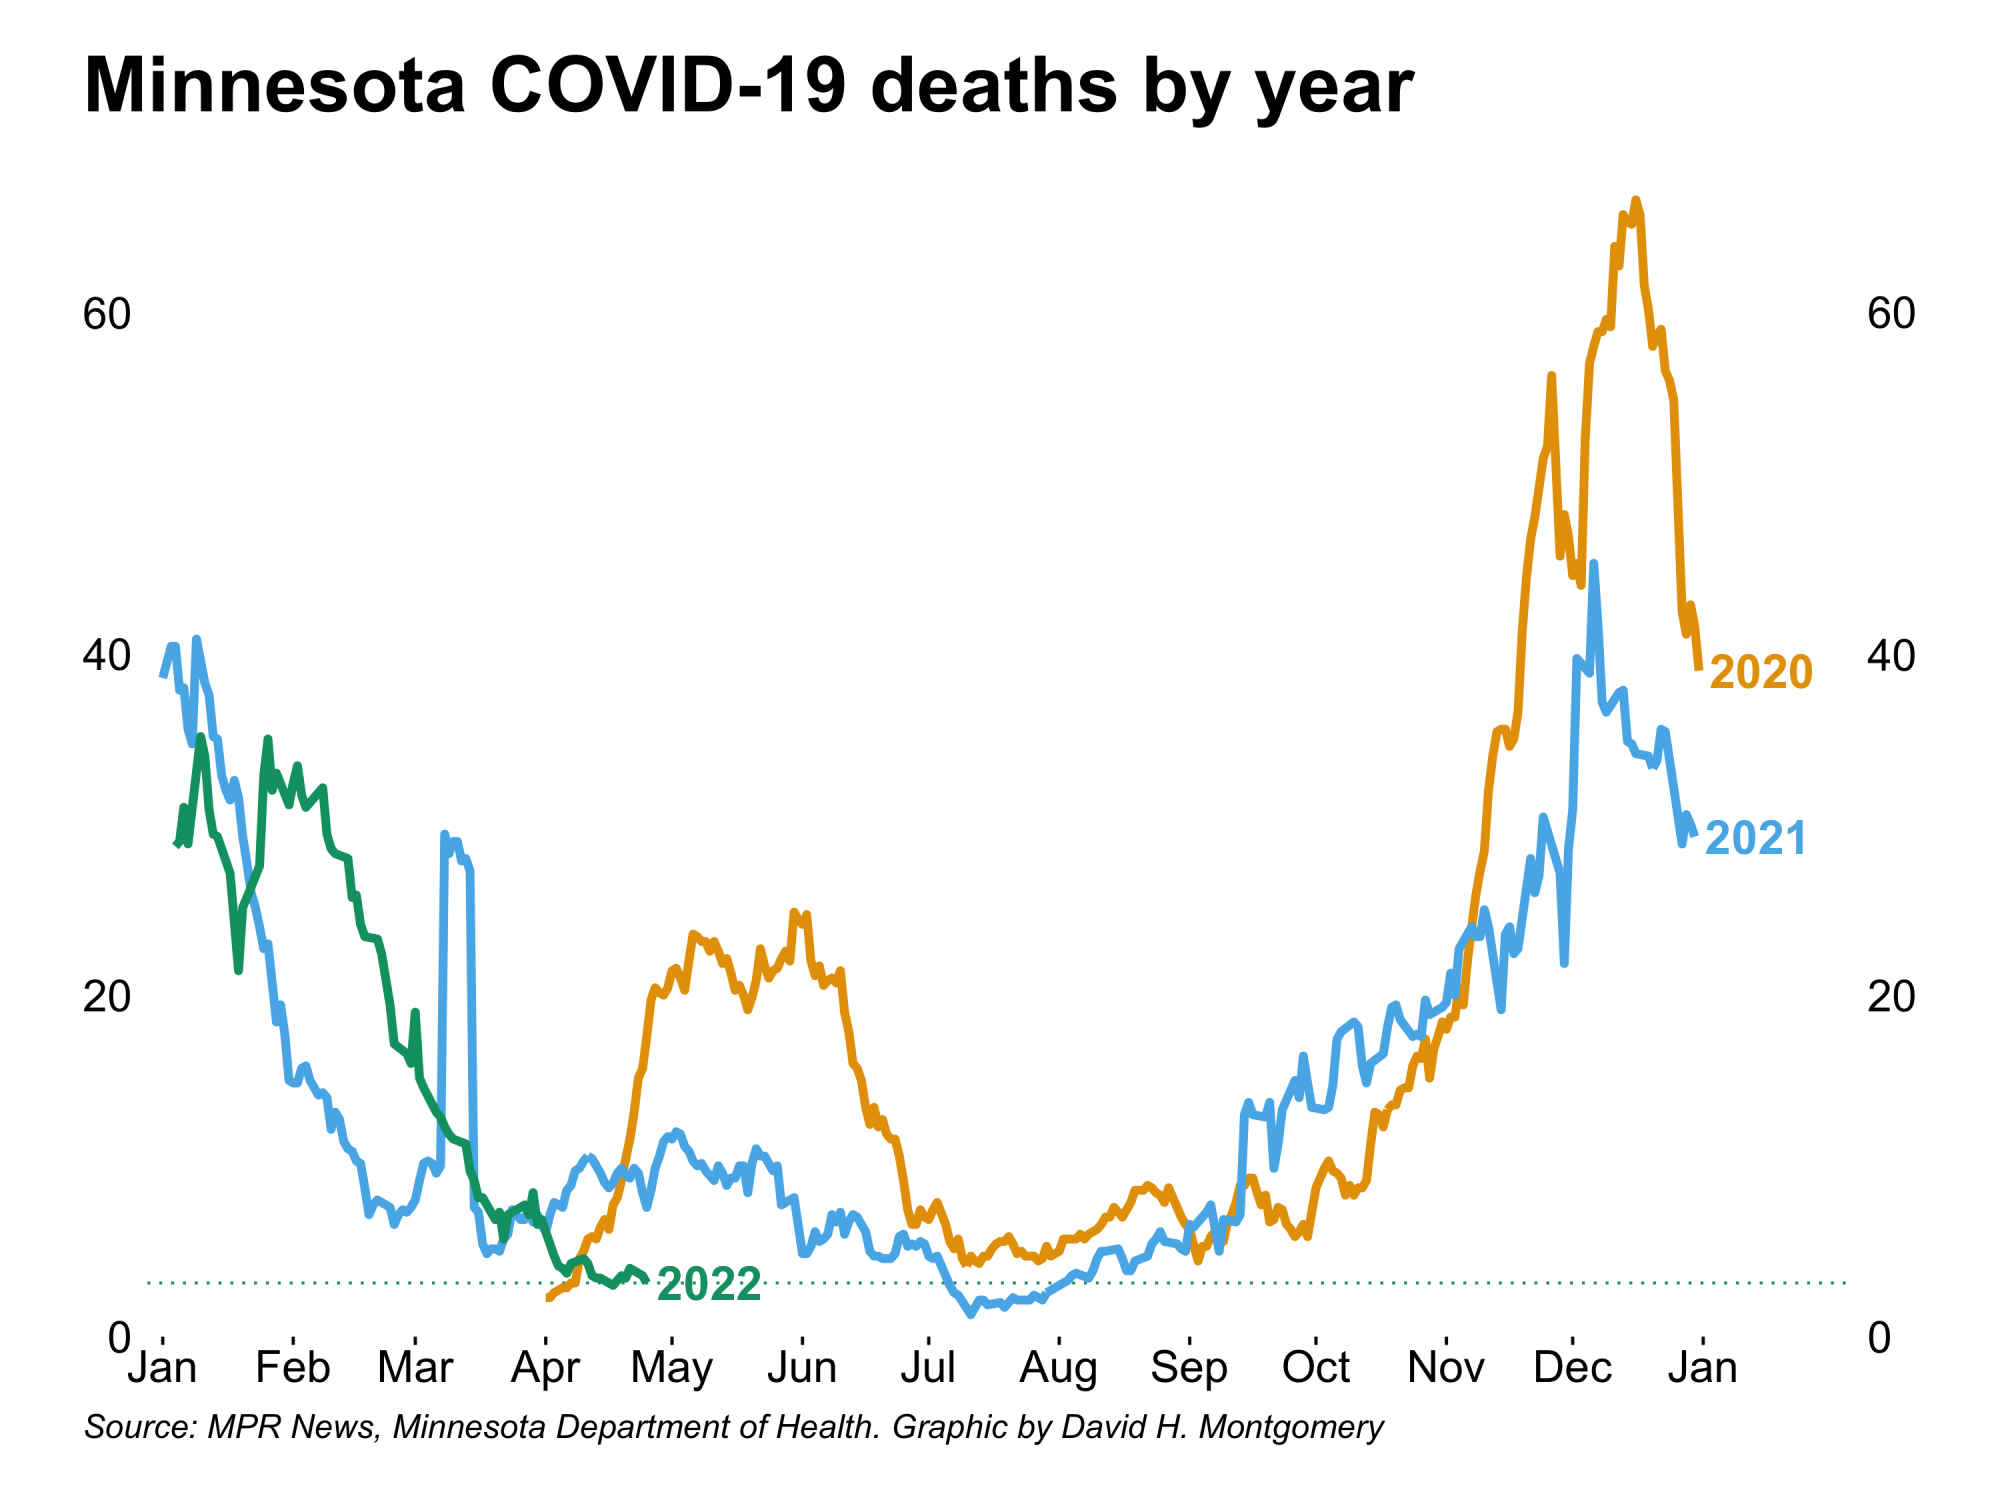 Minnesota COVID-19 deaths by year
60 60
40 40
2020
2021
20 20
2022
0 0
Jan Feb Mar Apr May Jun Jul Aug Sep Oct Nov Dec Jan
Source: MPR News, Minnesota Department of Health. Graphic by David H. Montgomery